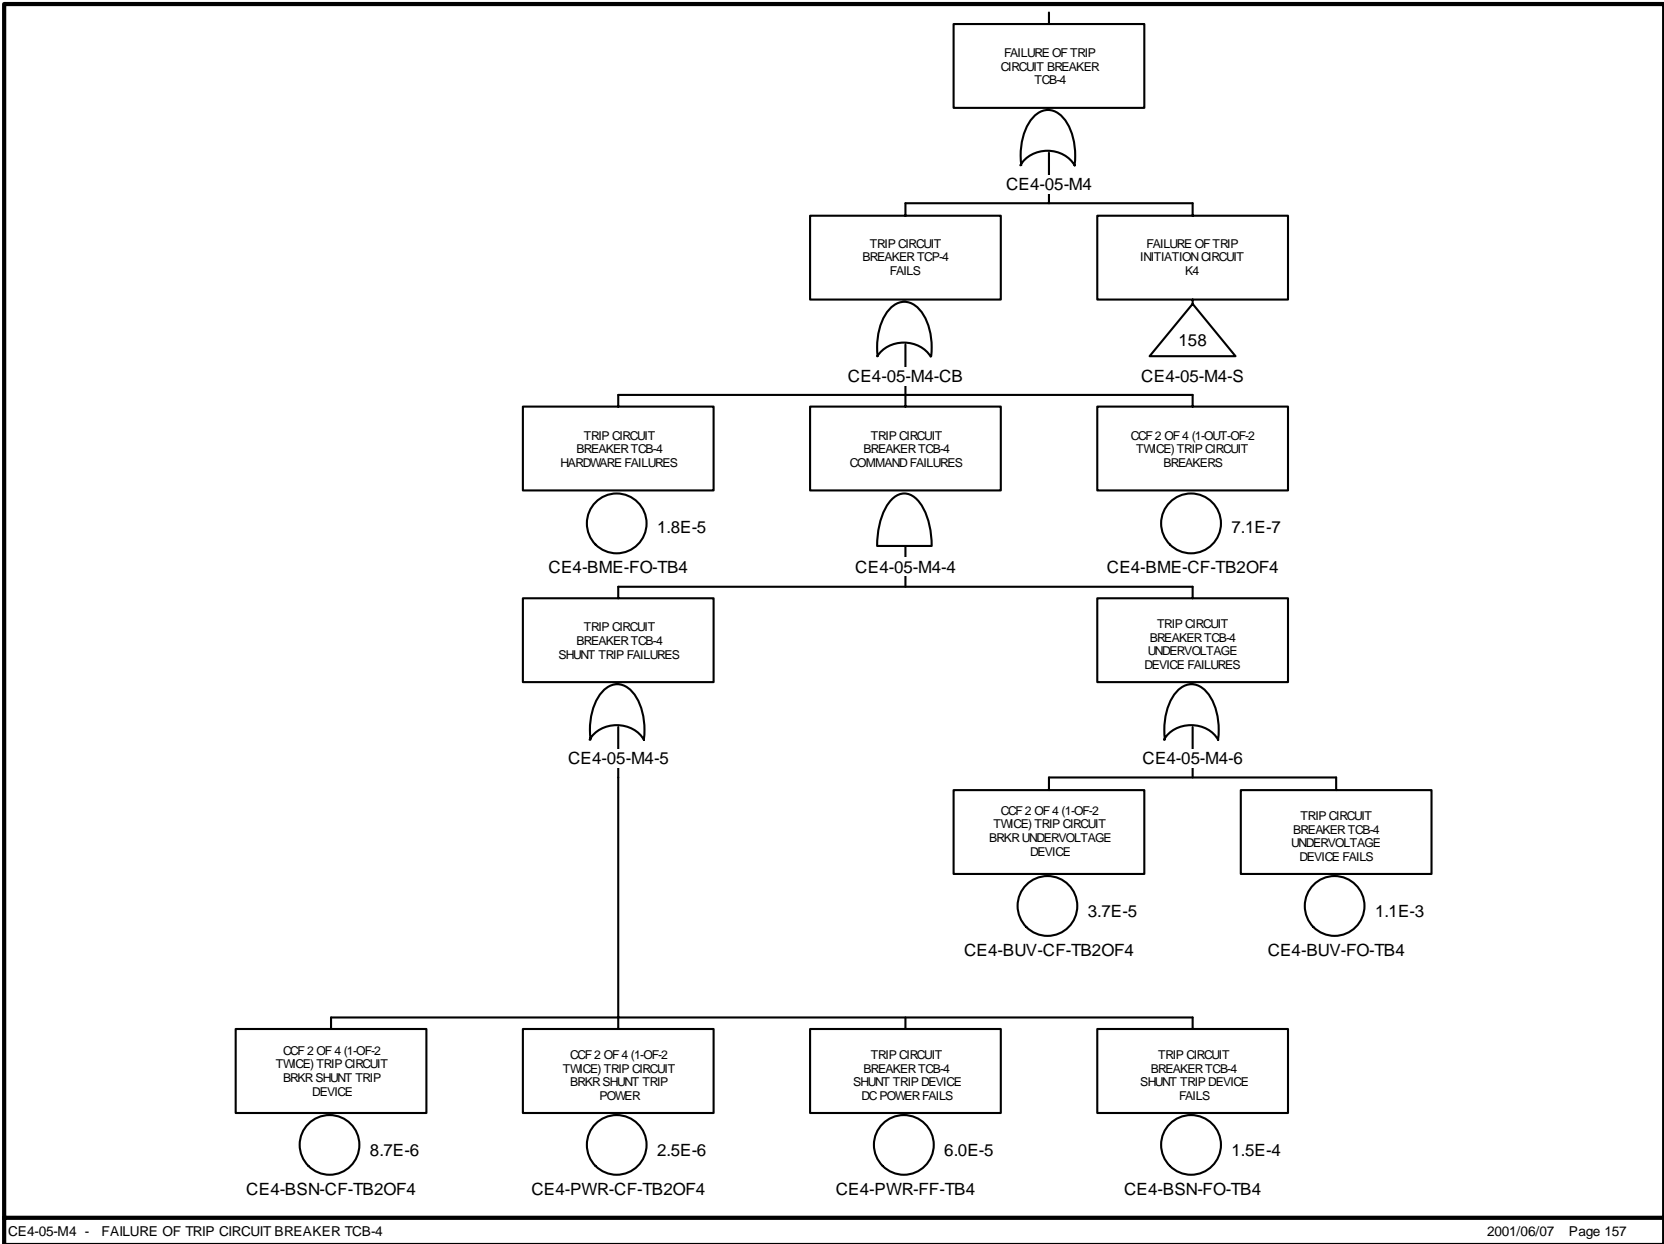 FAILURE OF TRIP
CIRCUIT BREAKER
TCB-4
CE4-05-M4
TRIP CIRCUIT
BREAKER TCP-4
FAILS
CE4-05-M4-CB
FAILURE OF TRIP
INITIATION CIRCUIT
K4
158
CE4-05-M4-S
TRIP CIRCUIT
BREAKER TCB-4
HARDWARE FAILURES
1.8E-5
CE4-BME-FO-TB4
TRIP CIRCUIT
BREAKER TCB-4
COMMAND FAILURES
CE4-05-M4-4
CCF 2 OF 4 (1-OUT-OF-2
TWICE) TRIP CIRCUIT
BREAKERS
7.1E-7
CE4-BME-CF-TB2OF4
TRIP CIRCUIT
BREAKER TCB-4
SHUNT TRIP FAILURES
CE4-05-M4-5
TRIP CIRCUIT
BREAKER TCB-4
UNDERVOLTAGE
DEVICE FAILURES
CE4-05-M4-6
CCF 2 OF 4 (1-OF-2
TWICE) TRIP CIRCUIT
BRKR UNDERVOLTAGE
DEVICE
3.7E-5
CE4-BUV-CF-TB2OF4
TRIP CIRCUIT
BREAKER TCB-4
UNDERVOLTAGE
DEVICE FAILS
1.1E-3
CE4-BUV-FO-TB4
CCF 2 OF 4 (1-OF-2
TWICE) TRIP CIRCUIT
BRKR SHUNT TRIP
DEVICE
8.7E-6
CE4-BSN-CF-TB2OF4
CCF 2 OF 4 (1-OF-2
TWICE) TRIP CIRCUIT
BRKR SHUNT TRIP
POWER
2.5E-6
CE4-PWR-CF-TB2OF4
TRIP CIRCUIT
BREAKER TCB-4
SHUNT TRIP DEVICE
DC POWER FAILS
6.0E-5
CE4-PWR-FF-TB4
TRIP CIRCUIT
BREAKER TCB-4
SHUNT TRIP DEVICE
FAILS
1.5E-4
CE4-BSN-FO-TB4
CE4-05-M4 - FAILURE OF TRIP CIRCUIT BREAKER TCB-4
2001/06/07 Page 157